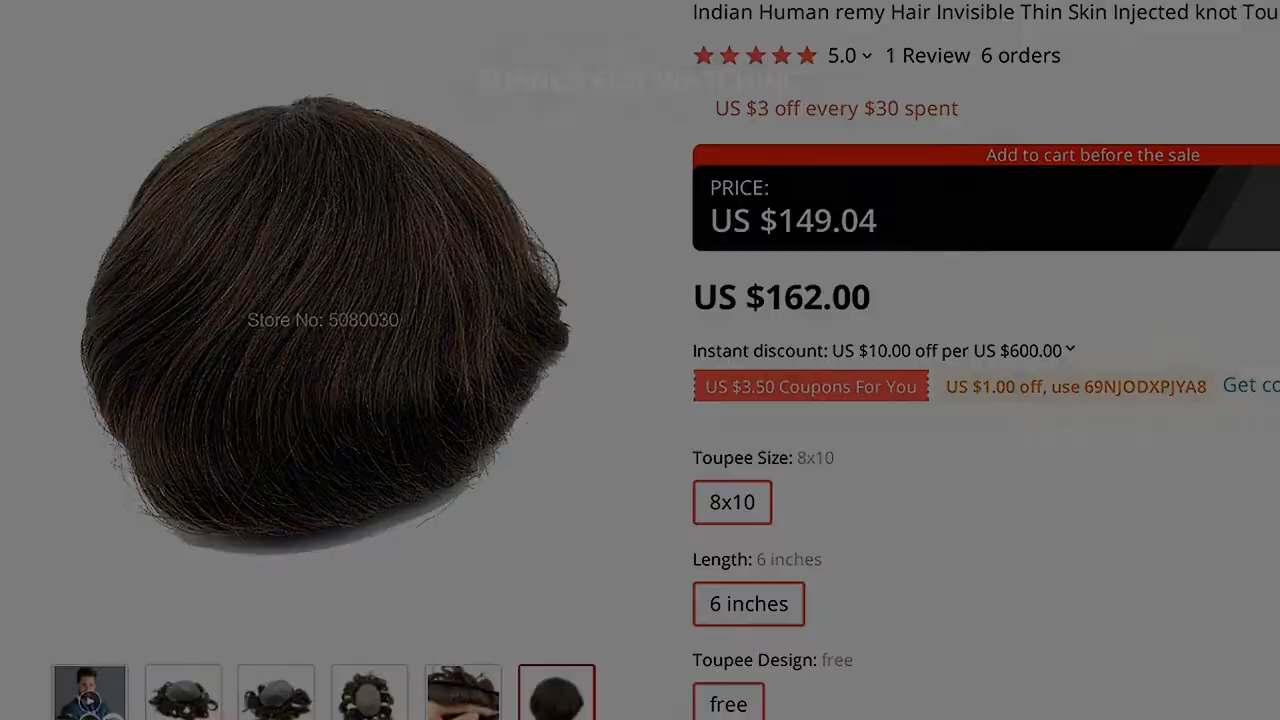 Indian Human remy Hair Invisible Thin Skin Injected knot Tou
5.0 1 Review 6 orders
US $3 off every $30 spent
Add to cart before the sale
PRICE:
US $149.04
US $162.00
Instant discount: US $10.00 off per US $600.00
US $3.50 Coupons For You US $1.00 off, use 69NJODXPJYA8 Get co
Store No: 5080030
Toupee Size: 8x10
8x10
Length: 6 inches
6 inches
Toupee Design: free
free